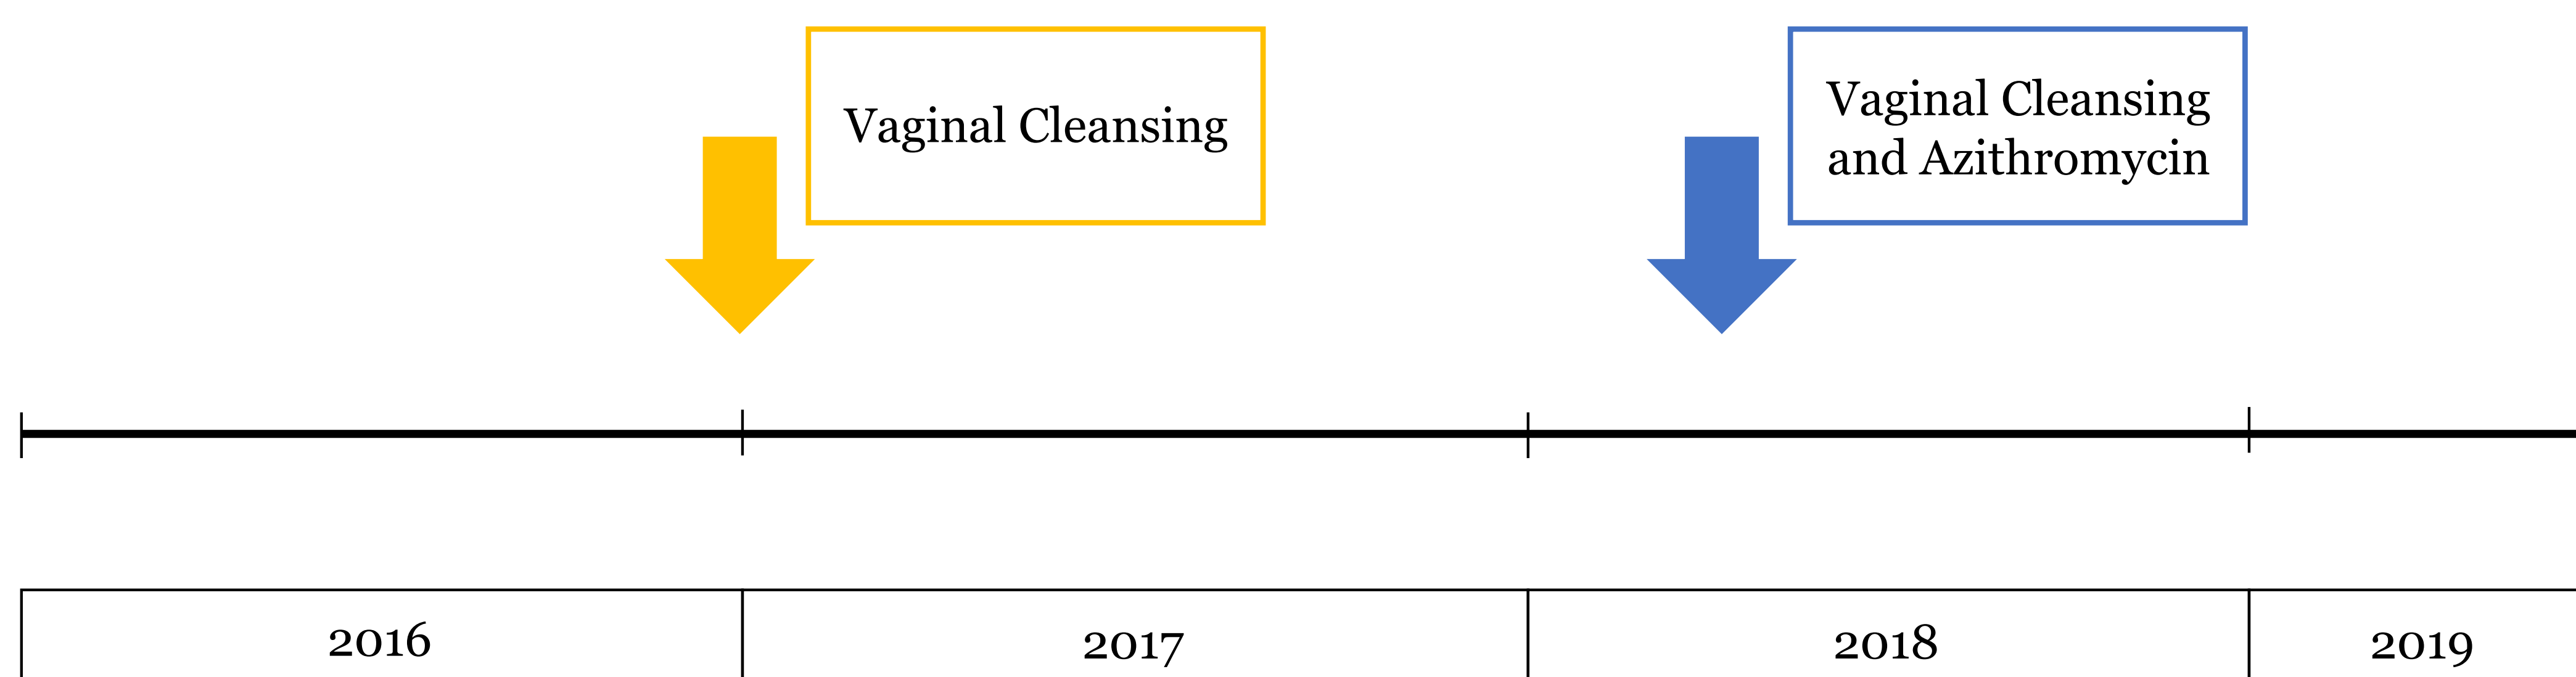 Vaginal Cleansing
Vaginal Cleansing
and Azithromycin
2016
2017
2018
2019